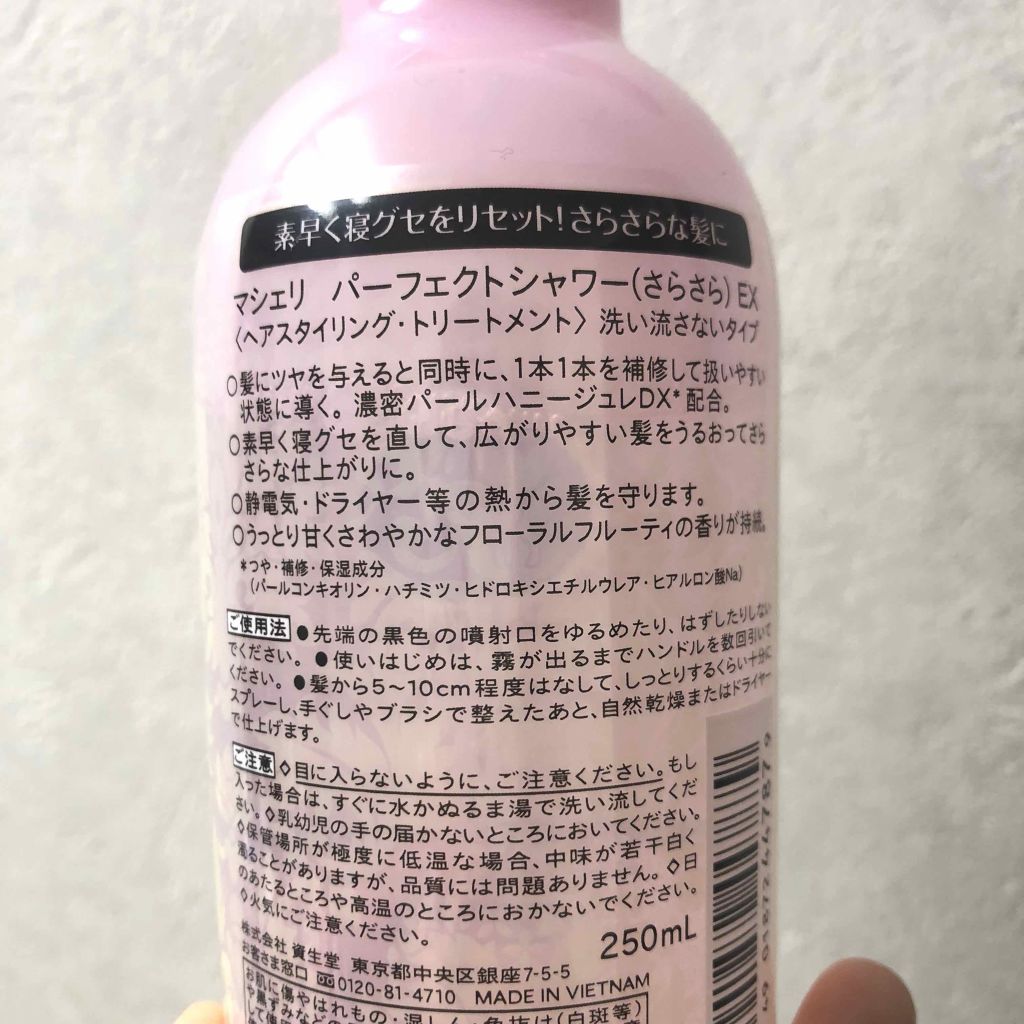 素早く寝グセをリセット!さらさらな髪に
マシェリ パーフェクトシャワー(さらさら) EX
〈ヘアスタイリング・トリートメント〉 洗い流さないタイプ
○髪にツヤを与えると同時に、1本1本を補修して扱いやすい
状態に導く。濃密パールハニージュレDX*配合。
○素早く寝グセを直して、広がりやすい髪をうるおってさら
さらな仕上がりに。
○静電気・ドライヤー等の熱から髪を守ります。
○うっとり甘くさわやかなフローラルフルーティの香りが持続。
*つや・補修・保湿成分
(パールコンキオリン・ハチミツ・ヒドロキシエチルウレア・ヒアルロン酸Na)
ご使用法 ●先端の黒色の噴射口をゆるめたり、はずしたりしない
でください。●使いはじめは、霧が出るまでハンドルを数回引いて
ください。●髪から5~10cm程度はなして、しっとりするくらい十分に
スプレーし、手ぐしやブラシで整えたあと、自然乾燥またはドライヤー
で仕上げます。
ご注意 ◇目に入らないように、ご注意ください。もし
入った場合は、すぐに水かぬるま湯で洗い流してくだ
さい。◇乳幼児の手の届かないところにおいてください。
◇保管場所が極度に低温な場合、中味が若干白く
濁ることがありますが、品質には問題ありません。◇日
のあたるところや高温のところにおかないでください。
◇火気にご注意ください。
250mL
株式会社 資生堂 東京都中央区銀座7-5-5
お客さま窓口 0120-81-4710 MADE IN VIETNAM
お肌に傷やはれもの・湿しん・色抜け(白斑等)
や黒ずみなどの